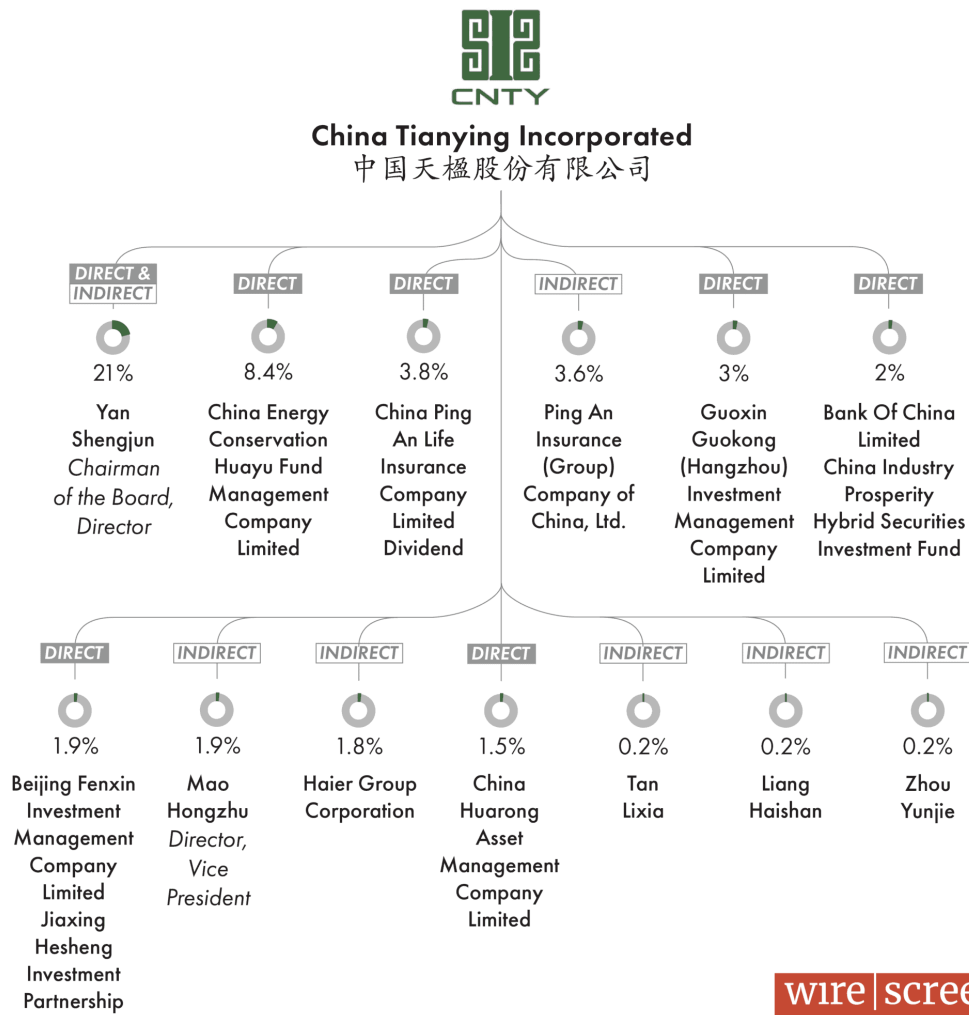 CNTY
China Tianying Incorporated
中国天楹股份有限公司
DIRECT &
INDIRECT
21%
Yan
Shengjun
Chairman
of the Board,
Director
DIRECT
8.4%
China Energy
Conservation
Huayu Fund
Management
Company
Limited
DIRECT
3.8%
China Ping
An Life
Insurance
Company
Limited
Dividend
INDIRECT
3.6%
Ping An
Insurance
(Group)
Company of
China, Ltd.
DIRECT
3%
Guoxin
Guokong
(Hangzhou)
Investment
Management
Company
Limited
DIRECT
2%
Bank Of China
Limited
China Industry
Prosperity
Hybrid Securities
Investment Fund
DIRECT
1.9%
Beijing Fenxin
Investment
Management
Company
Limited
Jiaxing
Hesheng
Investment
Partnership
INDIRECT
1.9%
Mao
Hongzhu
Director,
Vice
President
INDIRECT
1.8%
Haier Group
Corporation
DIRECT
1.5%
China
Huarong
Asset
Management
Company
Limited
INDIRECT
0.2%
Tan
Lixia
INDIRECT
0.2%
Liang
Haishan
INDIRECT
0.2%
Zhou
Yunjie
wire scree